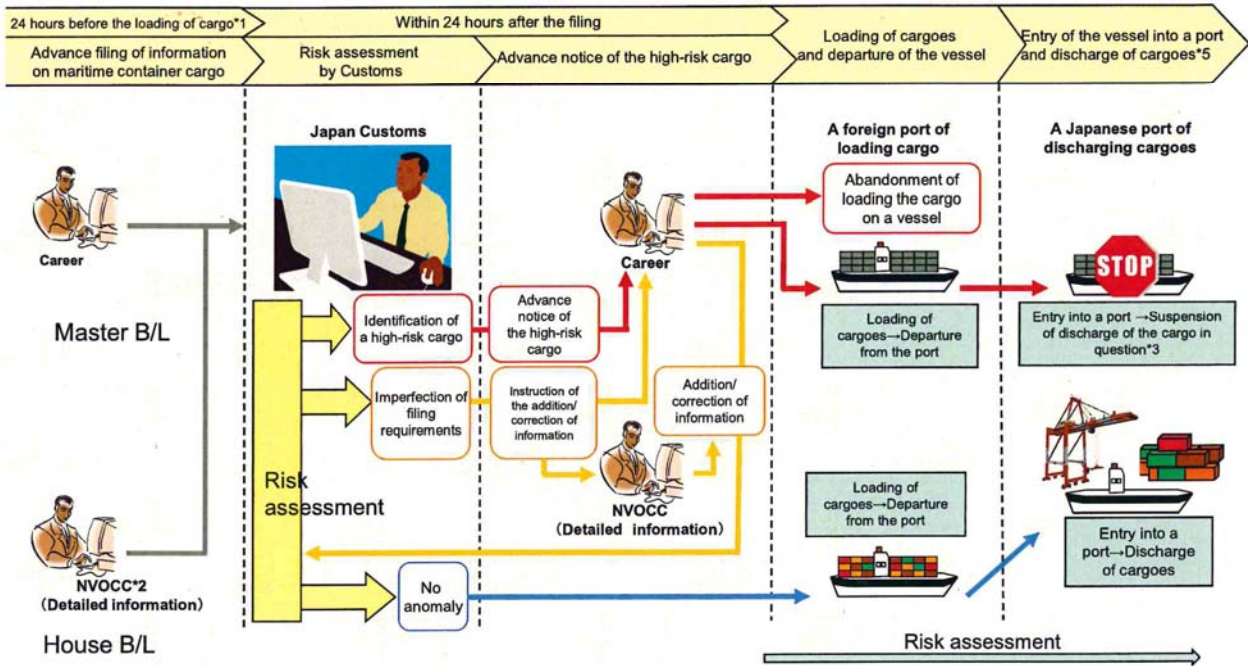 24 hours before the loading of cargo*1
Within 24 hours after the filing
Loading of cargoes
and departure of the vessel
Entry of the vessel into a port
and discharge of cargoes*5
Advance filing of information
on maritime container cargo
Risk assessment
by Customs
Advance notice of the high-risk cargo
Japan Customs
A foreign port of
loading cargo
A Japanese port of
discharging cargoes
Career
Master B/L
NVOCC*2
(Detailed information)
House B/L
Risk
assessment
Identification of
a high-risk cargo
Advance
notice of
the high-risk
cargo
Career
Abandonment of
loading the cargo
on a vessel
Loading of
cargoes→Departure
from the port
STOP
Entry into a port →Suspension
of discharge of the cargo in
question*3
Imperfection of
filing
requirements
Instruction of
the addition/
correction of
information
Addition/
correction of
information
NVOCC
(Detailed information)
No
anomaly
Loading of
cargoes→Departure
from the port
Entry into a
port→Discharge
of cargoes
Risk assessment